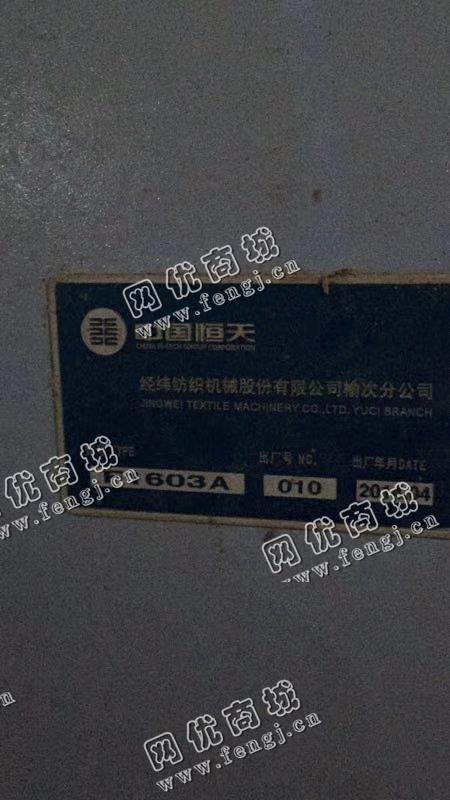 网优商城
www.fengj.cn
中国恒天
CHINA HI-TECH GROUP CORPORATION
经纬纺织机械股份有限公司榆次分公司
JINGWEI TEXTILE MACHINERY CO.,LTD. YUCI BRANCH
TYPE 出厂号 NO. 出厂年月DATE
603A 010
网优商城
www.fengj.cn
网优商城
www.fengj.cn
网优商城
www.fengj.cn